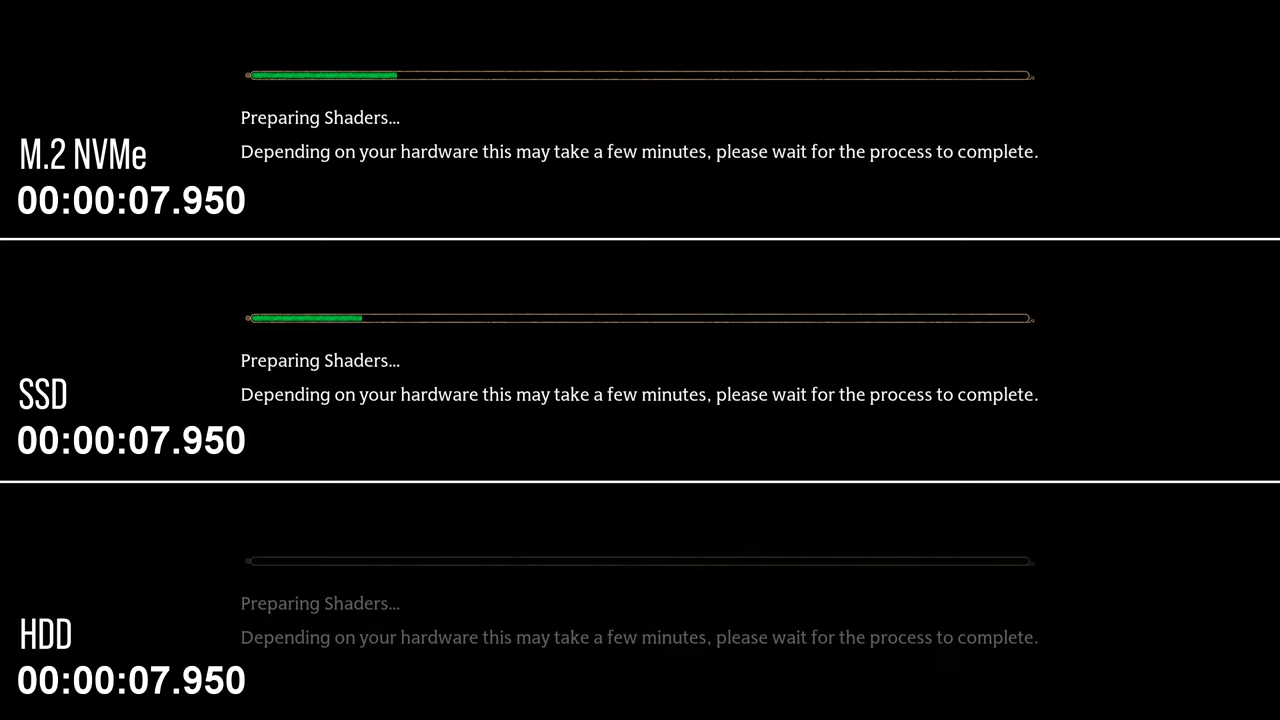 Preparing Shaders...
Depending on your hardware this may take a few minutes, please wait for the process to complete.
M.2 NVMe
00:00:07.950
Preparing Shaders...
Depending on your hardware this may take a few minutes, please wait for the process to complete.
SSD
00:00:07.950
Preparing Shaders...
Depending on your hardware this may take a few minutes, please wait for the process to complete.
HDD
00:00:07.950